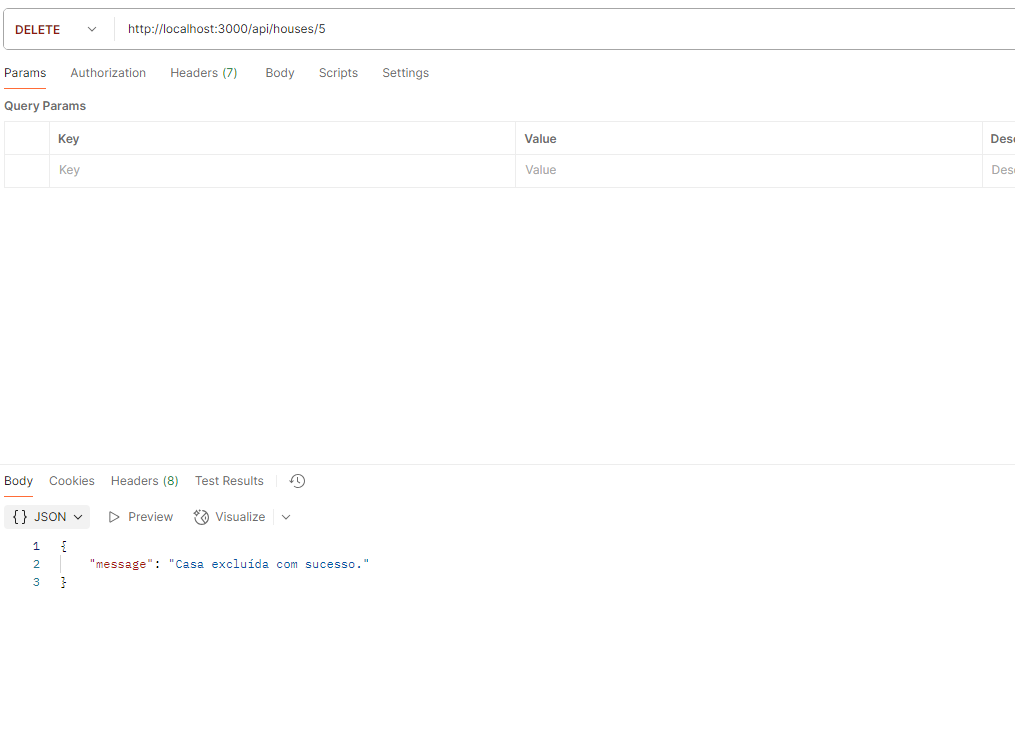 DELETE http://localhost:3000/api/houses/5
Params Authorization Headers (7) Body Scripts Settings
Query Params
Key Value Desc
Key Value Desc
Body Cookies Headers (8) Test Results
{} JSON Preview Visualize
1 {
2 "message": "Casa excluída com sucesso."
3 }